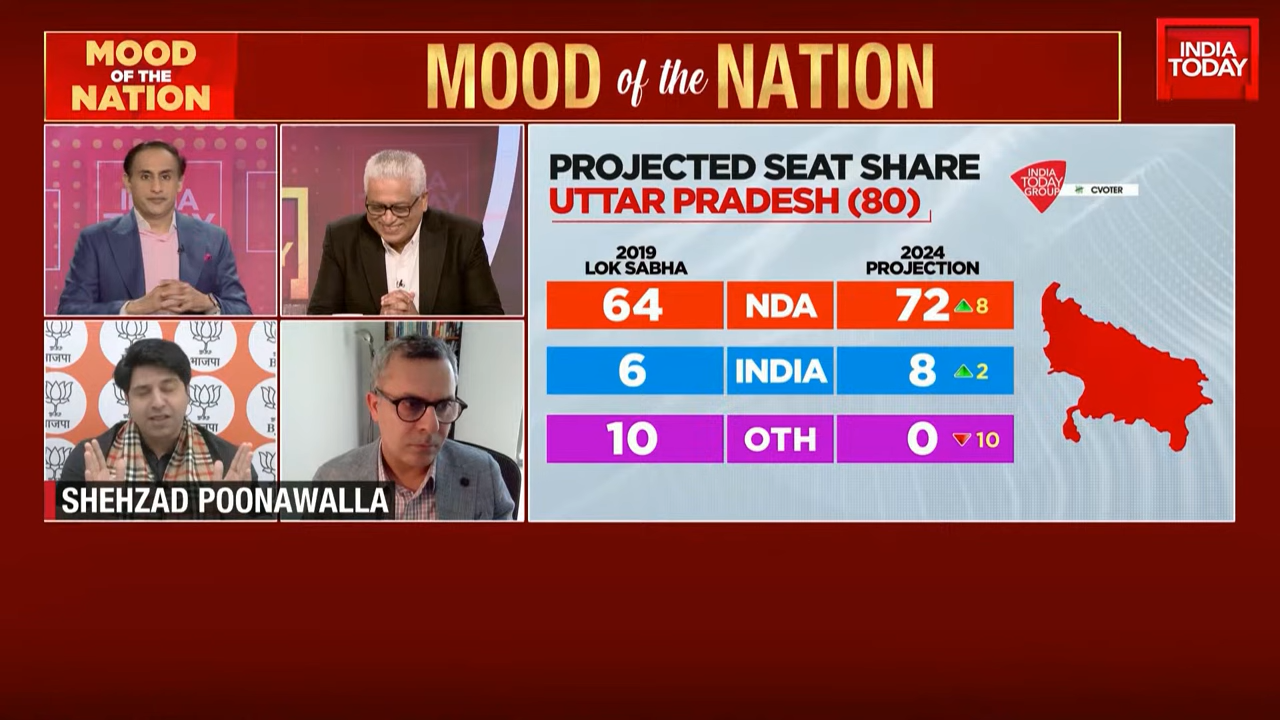 MOOD
OF THE
NATION
MOOD of the NATION
INDIA
TODAY
PROJECTED SEAT SHARE
UTTAR PRADESH (80)
INDIA
TODAY
GROUP
CVOTER
2019
LOK SABHA
2024
PROJECTION
64 NDA 72 8
6 INDIA 8 2
10 OTH 0 10
भाजपा
SHEHZAD POONAWALLA